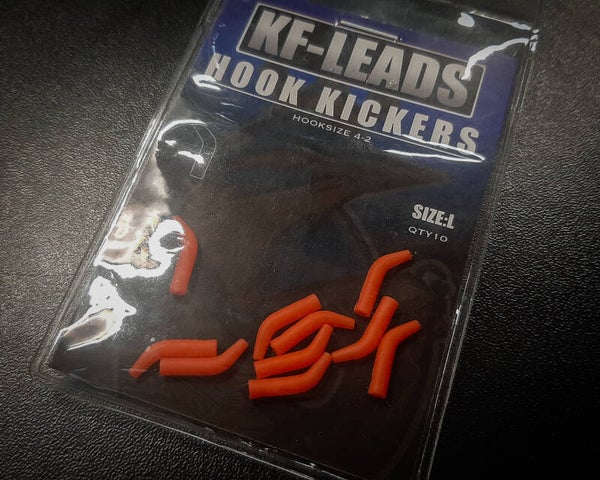 KF-LEADS
HOOK KICKERS
HOOKSIZE 4-2
SIZE:L
QTY10